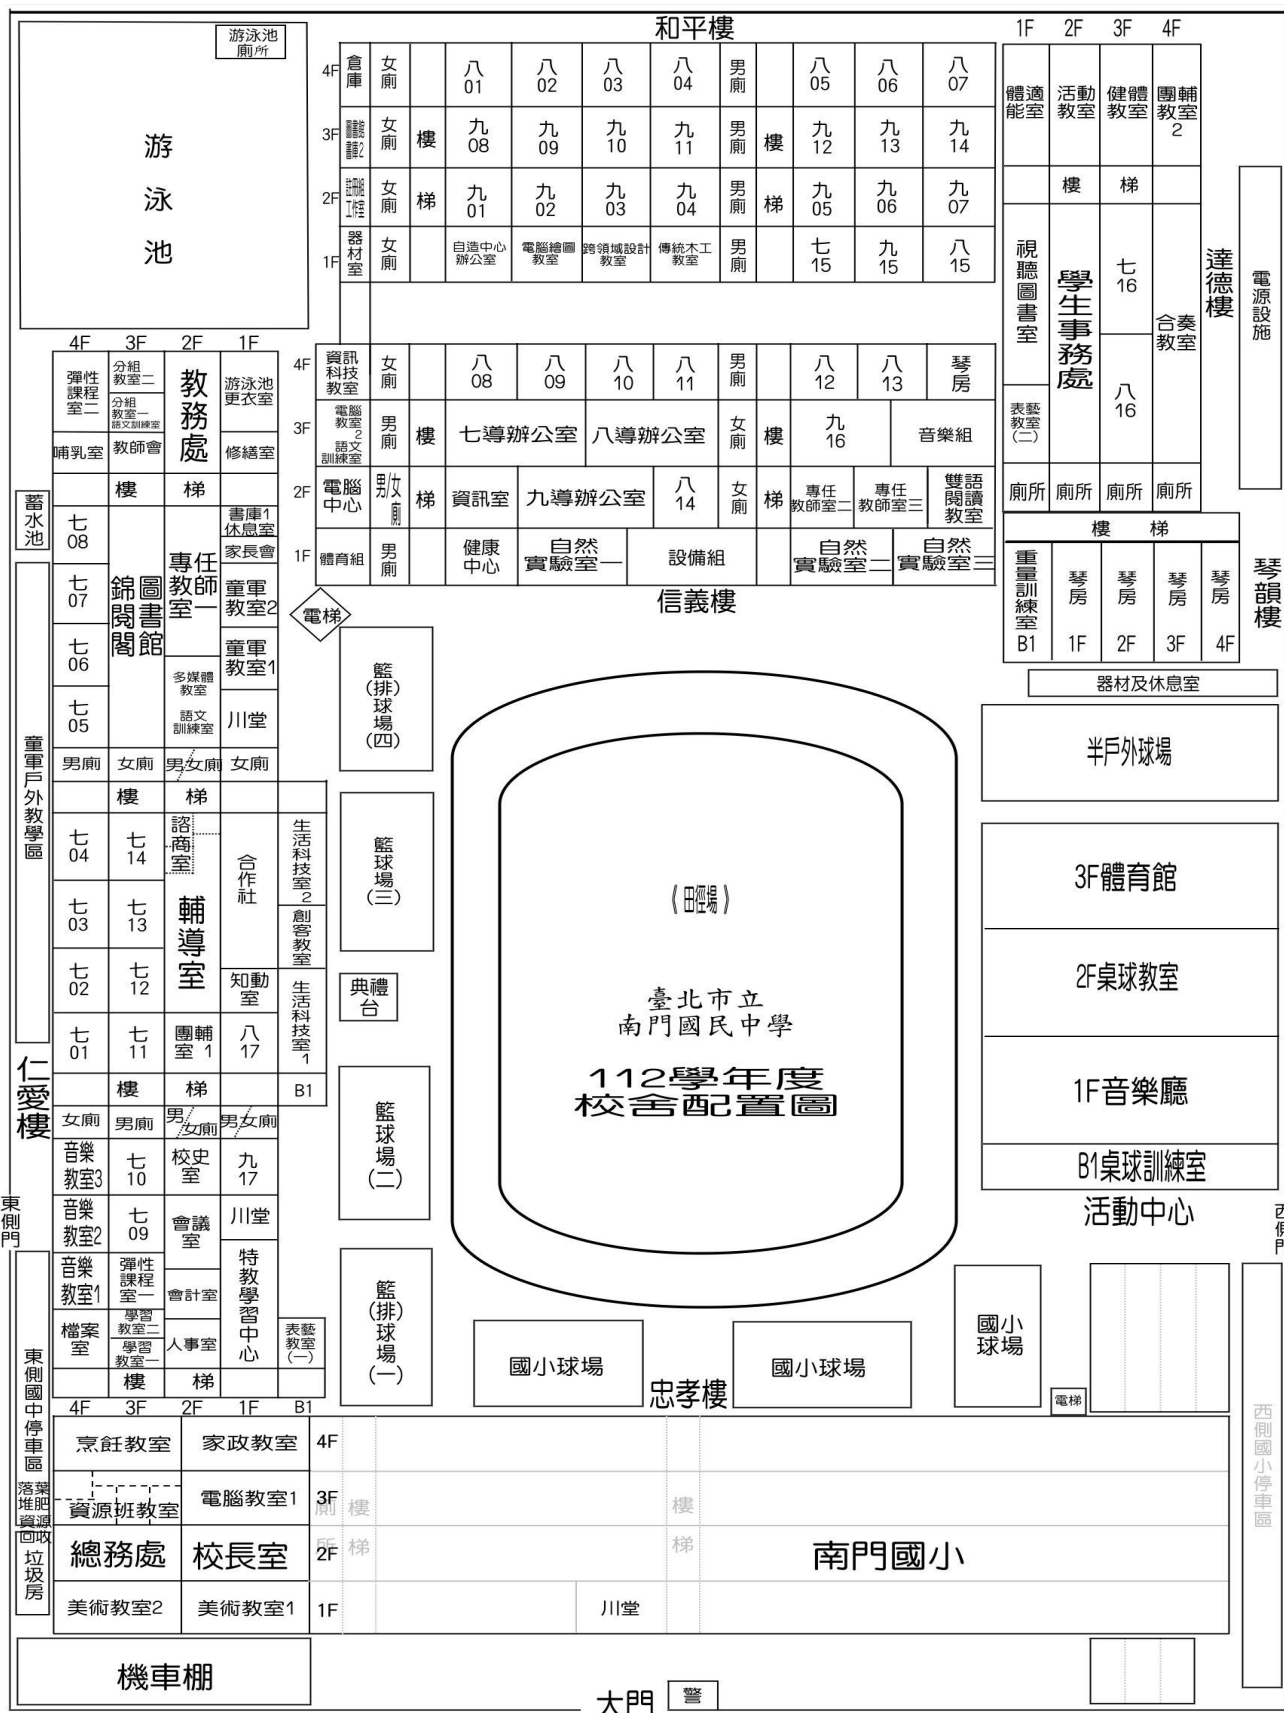 和平樓
游泳池
廁所
游
泳
池
4F 倉庫 女廁 八01 八02 八03 八04 男廁 八05 八06 八07
3F 圖書館書庫2 女廁 樓 九08 九09 九10 九11 男廁 樓 九12 九13 九14
2F 註冊組工作室 女廁 梯 九01 九02 九03 九04 男廁 梯 九05 九06 九07
1F 器材室 女廁 自造中心辦公室 電腦繪圖教室 跨領域設計教室 傳統木工教室 男廁 七15 九15 八15
1F 2F 3F 4F
體適能室 活動教室 健體教室 團輔教室2
樓 梯
視聽圖書室 學生事務處 七16 合奏教室
表藝教室(二) 八16
廁所 廁所 廁所 廁所
達德樓
電源設施
樓 梯
重量訓練室 琴房 琴房 琴房 琴房
B1 1F 2F 3F 4F
琴韻樓
4F 資訊科技教室 女廁 八08 八09 八10 八11 男廁 八12 八13 琴房
3F 電腦教室2 語文訓練室 男廁 樓 七導辦公室 八導辦公室 女廁 樓 九16 音樂組
2F 電腦中心 男/女廁 梯 資訊室 九導辦公室 八14 女廁 梯 專任教師室二 專任教師室三 雙語閱讀教室
1F 體育組 男廁 健康中心 自然實驗室一 設備組 自然實驗室二 自然實驗室三
信義樓
電梯
4F 3F 2F 1F
彈性課程室二 分組教室二 教務處 游泳池更衣室
分組教室一 語文訓練室
哺乳室 教師會 修繕室
樓 梯
蓄水池
七08 錦閱閣 圖書館 專任教師室一 書庫1休息室
家長會
七07 童軍教室2
七06 童軍教室1
多媒體教室
七05 語文訓練室 川堂
男廁 女廁 男/女廁 女廁
樓 梯
童軍戶外教學區
七04 七14 諮商室 合作社 生活科技室2
七03 七13 輔導室 創客教室
七02 七12 知動室 生活科技室1
七01 七11 團輔室1 八17
樓 梯 B1
仁愛樓
女廁 男廁 男/女廁 男/女廁
音樂教室3 七10 校史室 九17
音樂教室2 七09 會議室 川堂
音樂教室1 彈性課程室一 會計室 特教學習中心
檔案室 學習教室二 人事室 表藝教室(一)
學習教室一
樓 梯
4F 3F 2F 1F B1
東側門
東側國中停車區
落葉堆肥
資源回收
垃圾房
籃(排)球場(四)
籃球場(三)
典禮台
籃球場(二)
籃(排)球場(一)
《田徑場》
臺北市立
南門國民中學
112學年度
校舍配置圖
器材及休息室
半戶外球場
3F體育館
2F桌球教室
1F音樂廳
B1桌球訓練室
活動中心
西側門
國小球場
國小球場
國小球場
忠孝樓
電梯
西側國小停車區
烹飪教室 家政教室 4F
資源班教室 電腦教室1 3F
總務處 校長室 2F
美術教室2 美術教室1 1F
廁所 樓梯 樓梯
南門國小
川堂
機車棚
大門
警